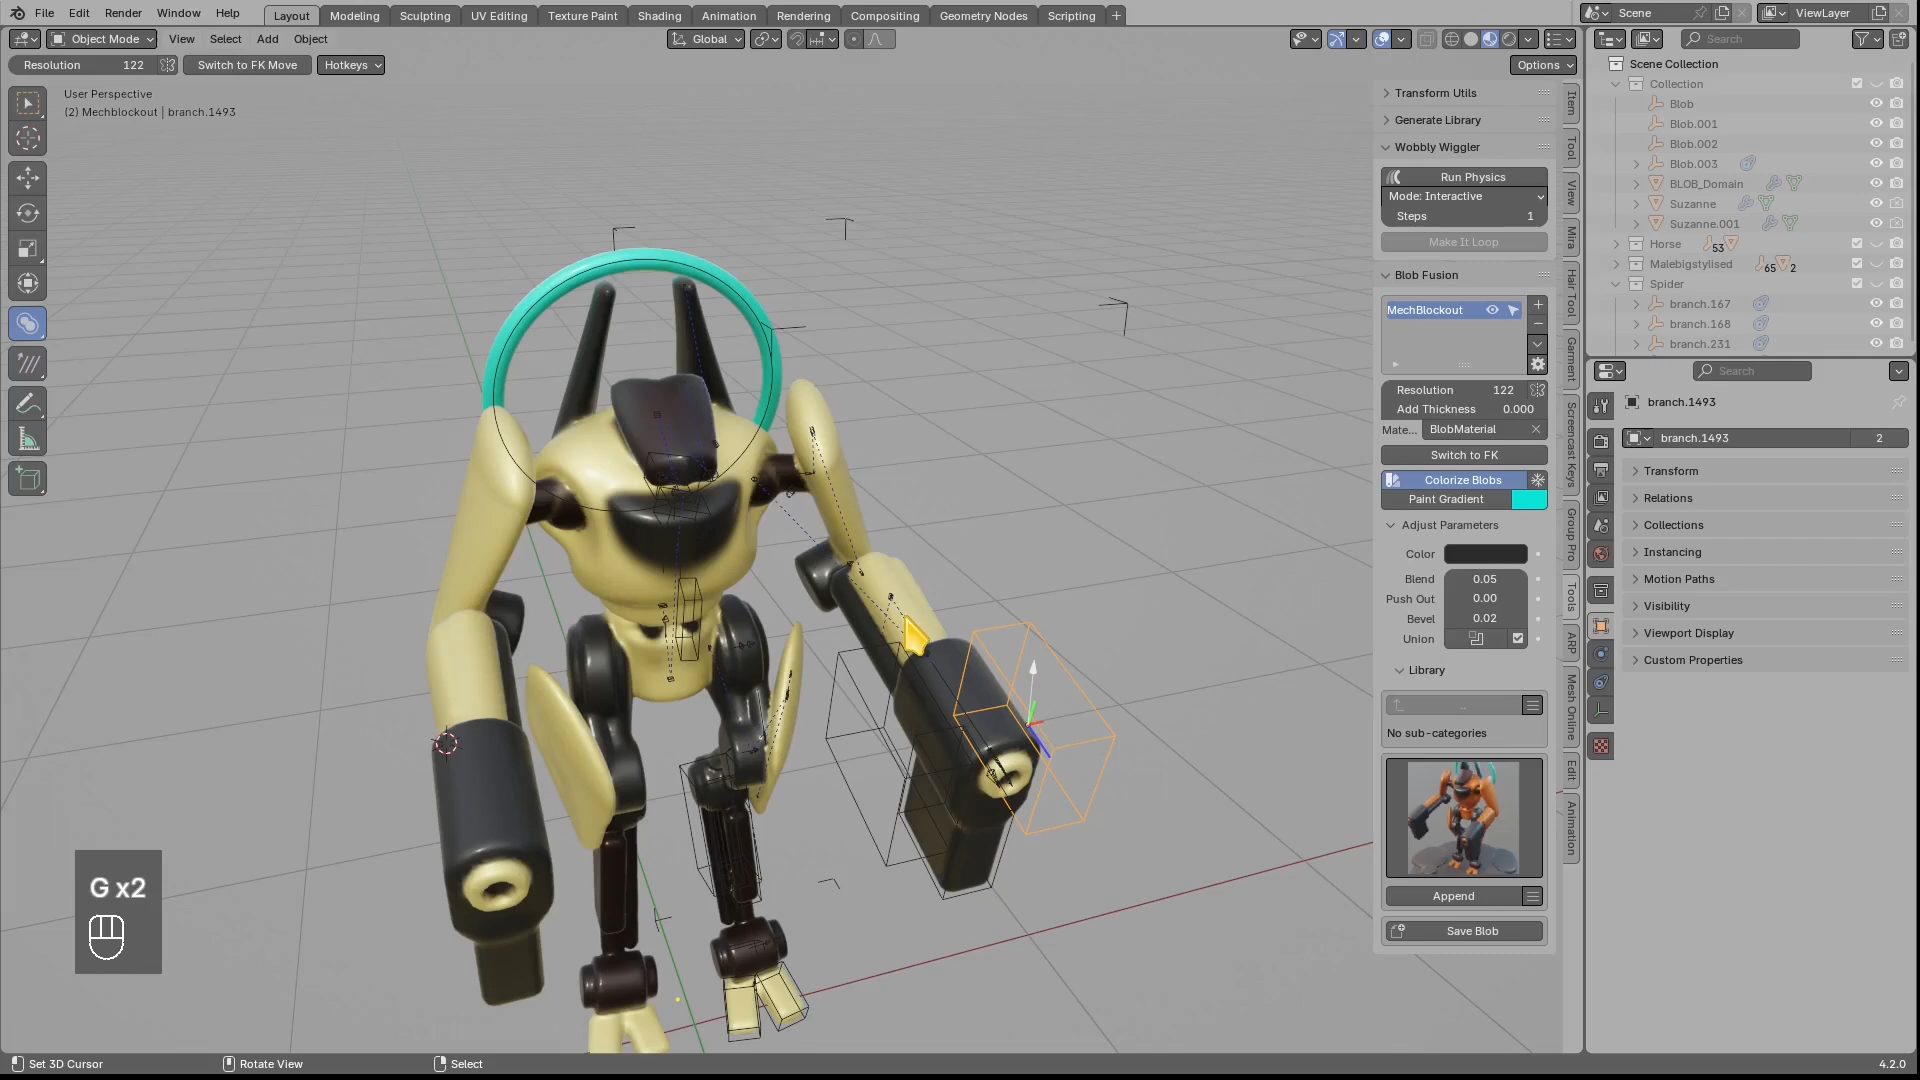 File Edit Render Window Help Layout Modeling Sculpting UV Editing Texture Paint Shading Animation Rendering Compositing Geometry Nodes Scripting + Scene ViewLayer
Object Mode View Select Add Object Global Search
Resolution 122 Switch to FK Move Hotkeys Options
User Perspective
(2) Mechblockout | branch.1493
Transform Utils
Generate Library
Wobbly Wiggler
Run Physics
Mode: Interactive
Steps 1
Make It Loop
Blob Fusion
MechBlockout
Resolution 122
Add Thickness 0.000
Mate... BlobMaterial
Switch to FK
Colorize Blobs
Paint Gradient
Adjust Parameters
Color
Blend 0.05
Push Out 0.00
Bevel 0.02
Union
Library
..
No sub-categories
Append
Save Blob
Item
Tool
View
Mira
Hair Tool
Garment
Screencast Keys
Group Pro
Tools
ARP
Mesh Online
Edit
Animation
Scene Collection
Collection
Blob
Blob.001
Blob.002
Blob.003
BLOB_Domain
Suzanne
Suzanne.001
Horse 53
Malebigstylised 65 2
Spider
branch.167
branch.168
branch.231
Search
branch.1493
branch.1493 2
Transform
Relations
Collections
Instancing
Motion Paths
Visibility
Viewport Display
Custom Properties
G x2
Set 3D Cursor Rotate View Select 4.2.0